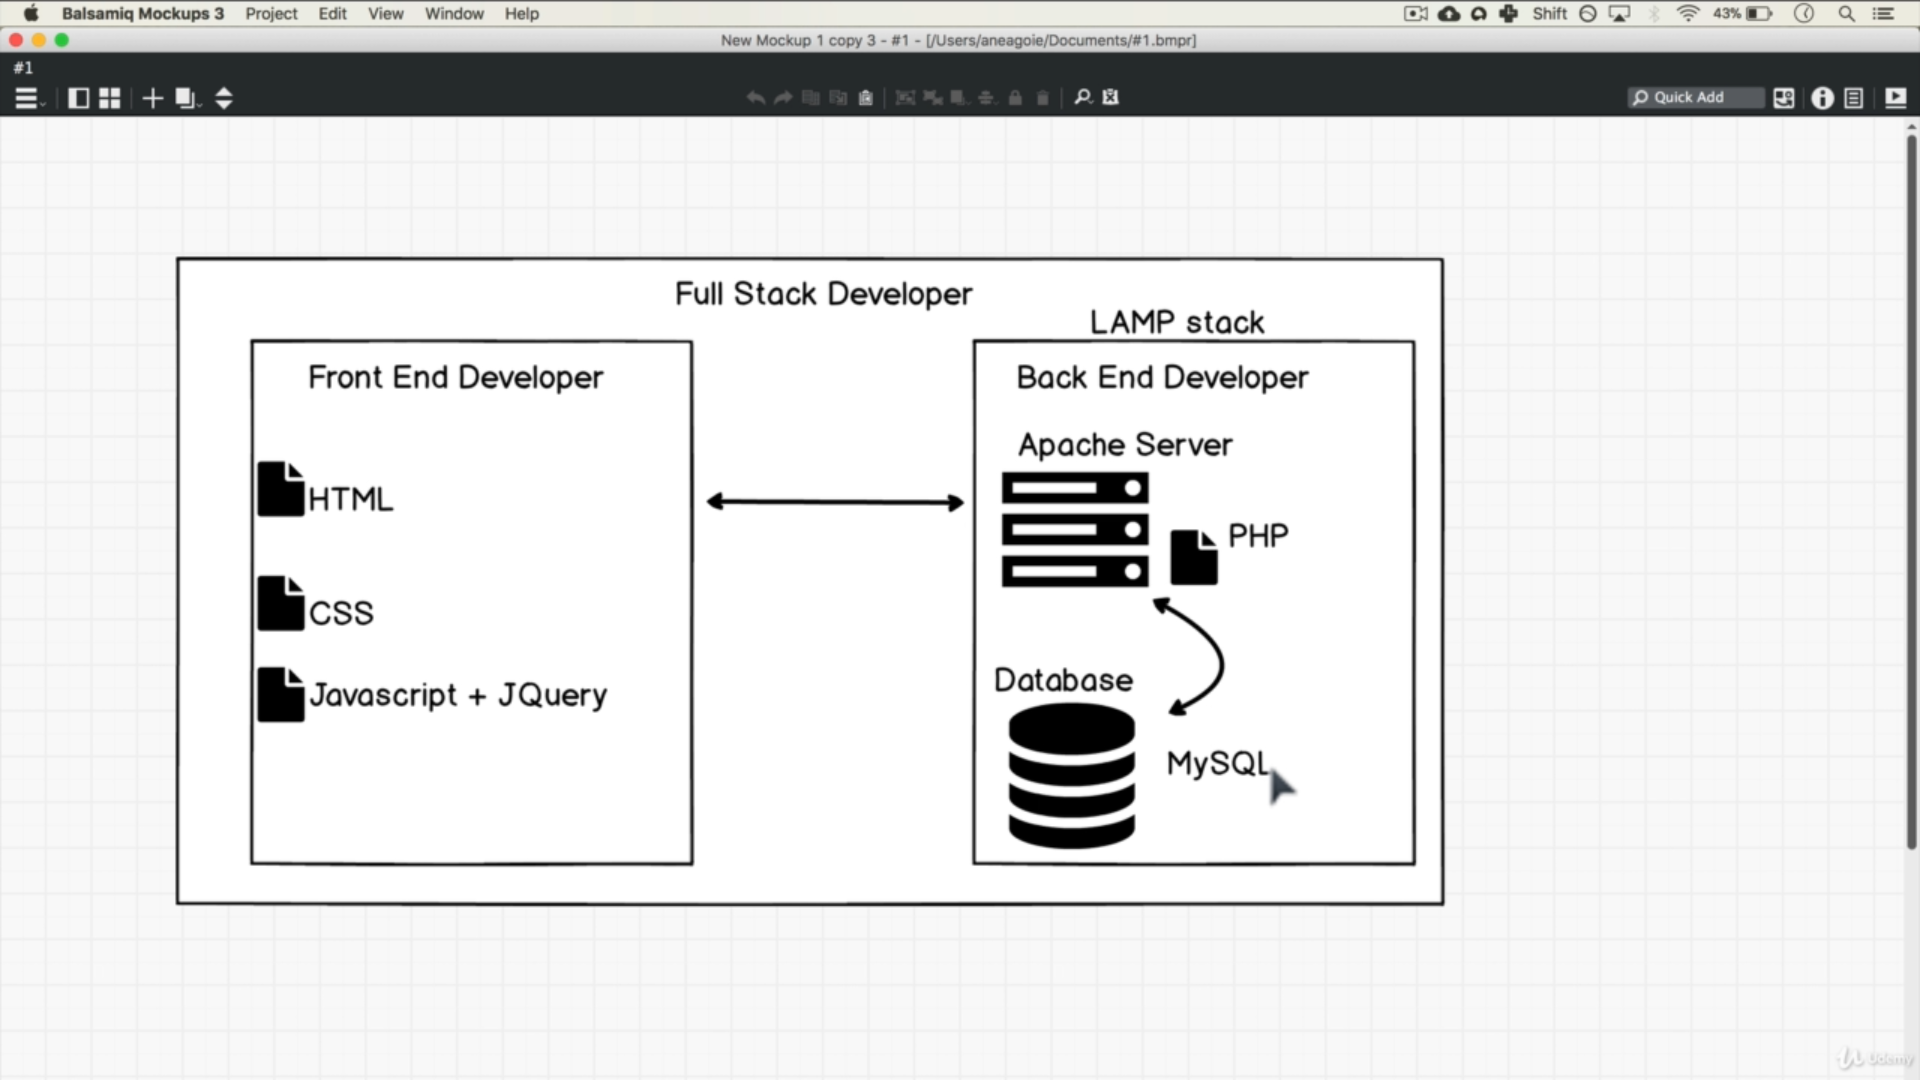 Balsamiq Mockups 3 Project Edit View Window Help Shift 43%
New Mockup 1 copy 3 - #1 - [/Users/aneagoie/Documents/#1.bmpr]
#1
Quick Add
Full Stack Developer
LAMP stack
Front End Developer
Back End Developer
Apache Server
HTML
PHP
CSS
Database
Javascript + JQuery
MySQL
Udemy